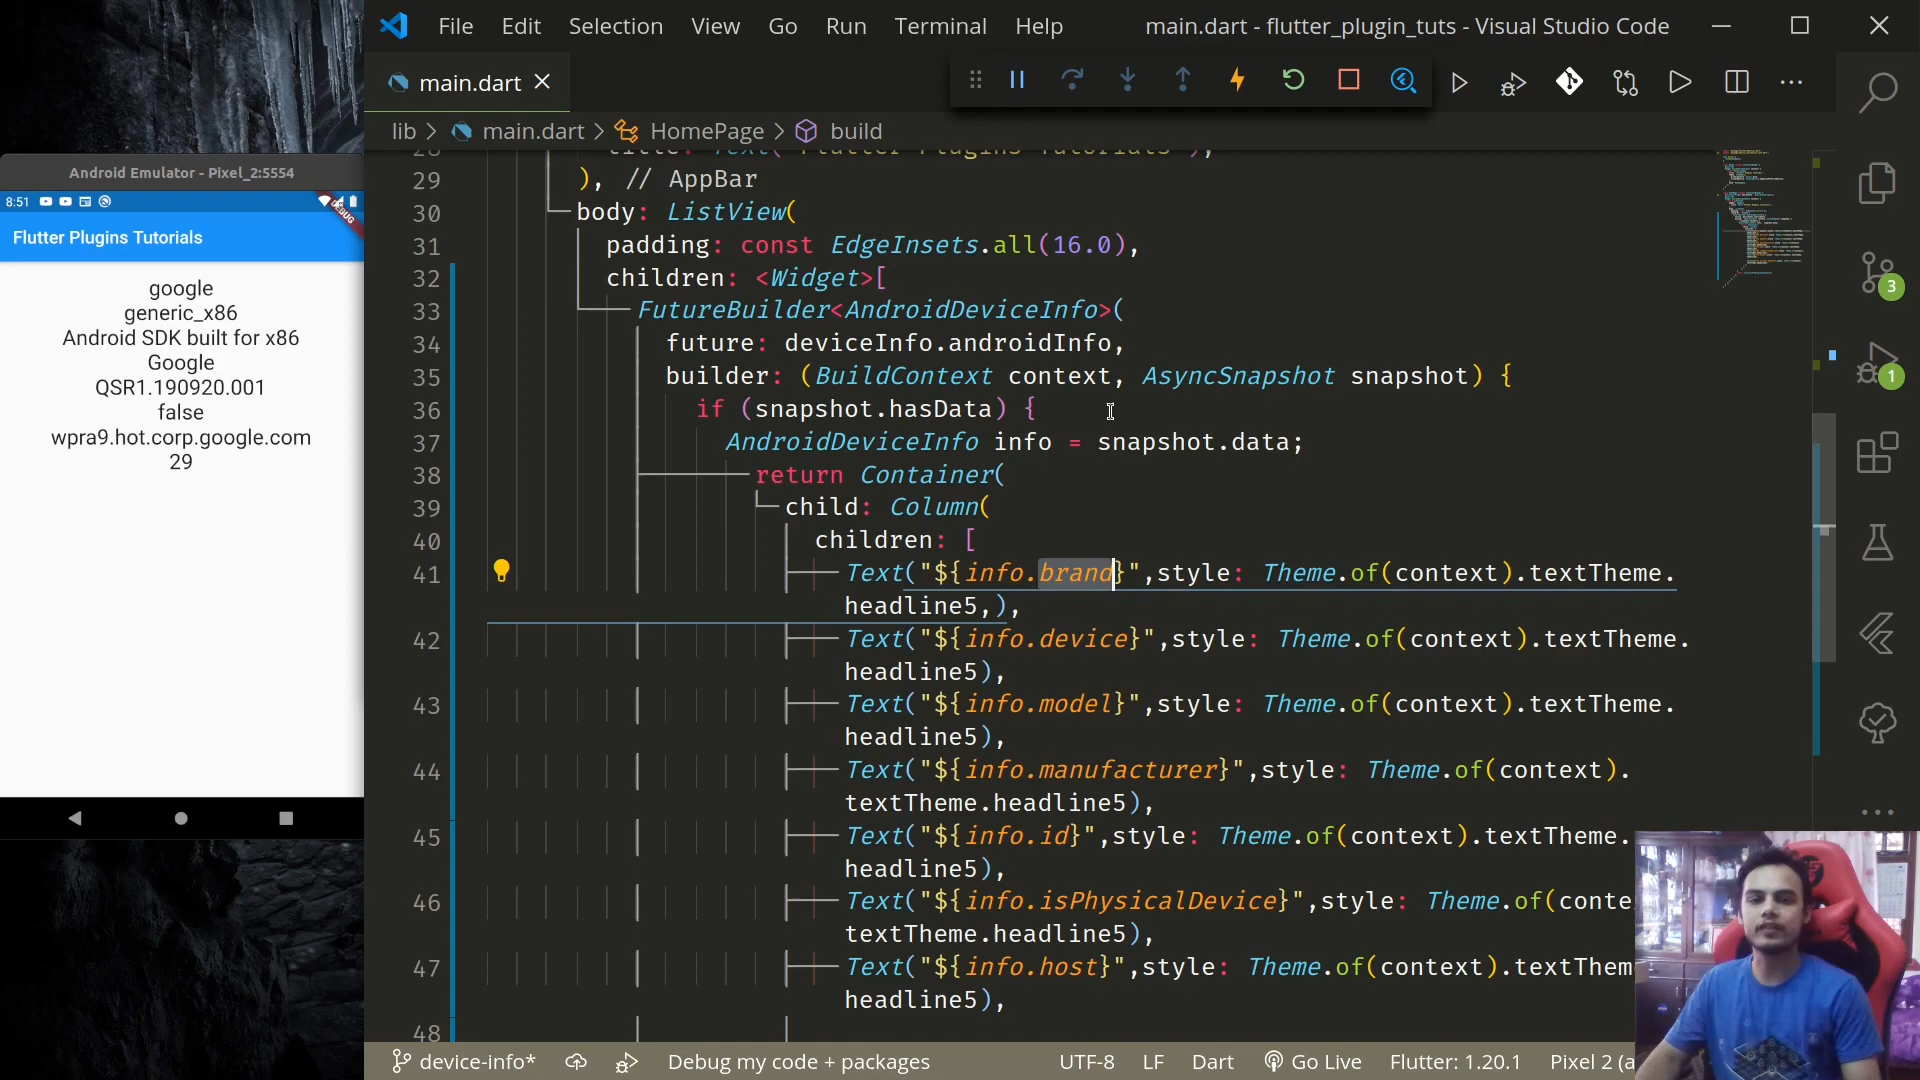 File Edit Selection View Go Run Terminal Help main.dart - flutter_plugin_tuts - Visual Studio Code
main.dart
lib > main.dart > HomePage > build
Android Emulator - Pixel_2:5554
8:51
DEBUG
Flutter Plugins Tutorials
google
generic_x86
Android SDK built for x86
Google
QSR1.190920.001
false
wpra9.hot.corp.google.com
29
28 title: Text("Flutter Plugins Tutorials"),
29 ), // AppBar
30 body: ListView(
31 padding: const EdgeInsets.all(16.0),
32 children: <Widget>[
33 FutureBuilder<AndroidDeviceInfo>(
34 future: deviceInfo.androidInfo,
35 builder: (BuildContext context, AsyncSnapshot snapshot) {
36 if (snapshot.hasData) {
37 AndroidDeviceInfo info = snapshot.data;
38 return Container(
39 child: Column(
40 children: [
41 Text("${info.brand}",style: Theme.of(context).textTheme.
headline5,),
42 Text("${info.device}",style: Theme.of(context).textTheme.
headline5),
43 Text("${info.model}",style: Theme.of(context).textTheme.
headline5),
44 Text("${info.manufacturer}",style: Theme.of(context).
textTheme.headline5),
45 Text("${info.id}",style: Theme.of(context).textTheme.
headline5),
46 Text("${info.isPhysicalDevice}",style: Theme.of(conte
textTheme.headline5),
47 Text("${info.host}",style: Theme.of(context).textThem
headline5),
48
3
1
device-info* Debug my code + packages UTF-8 LF Dart Go Live Flutter: 1.20.1 Pixel 2 (a